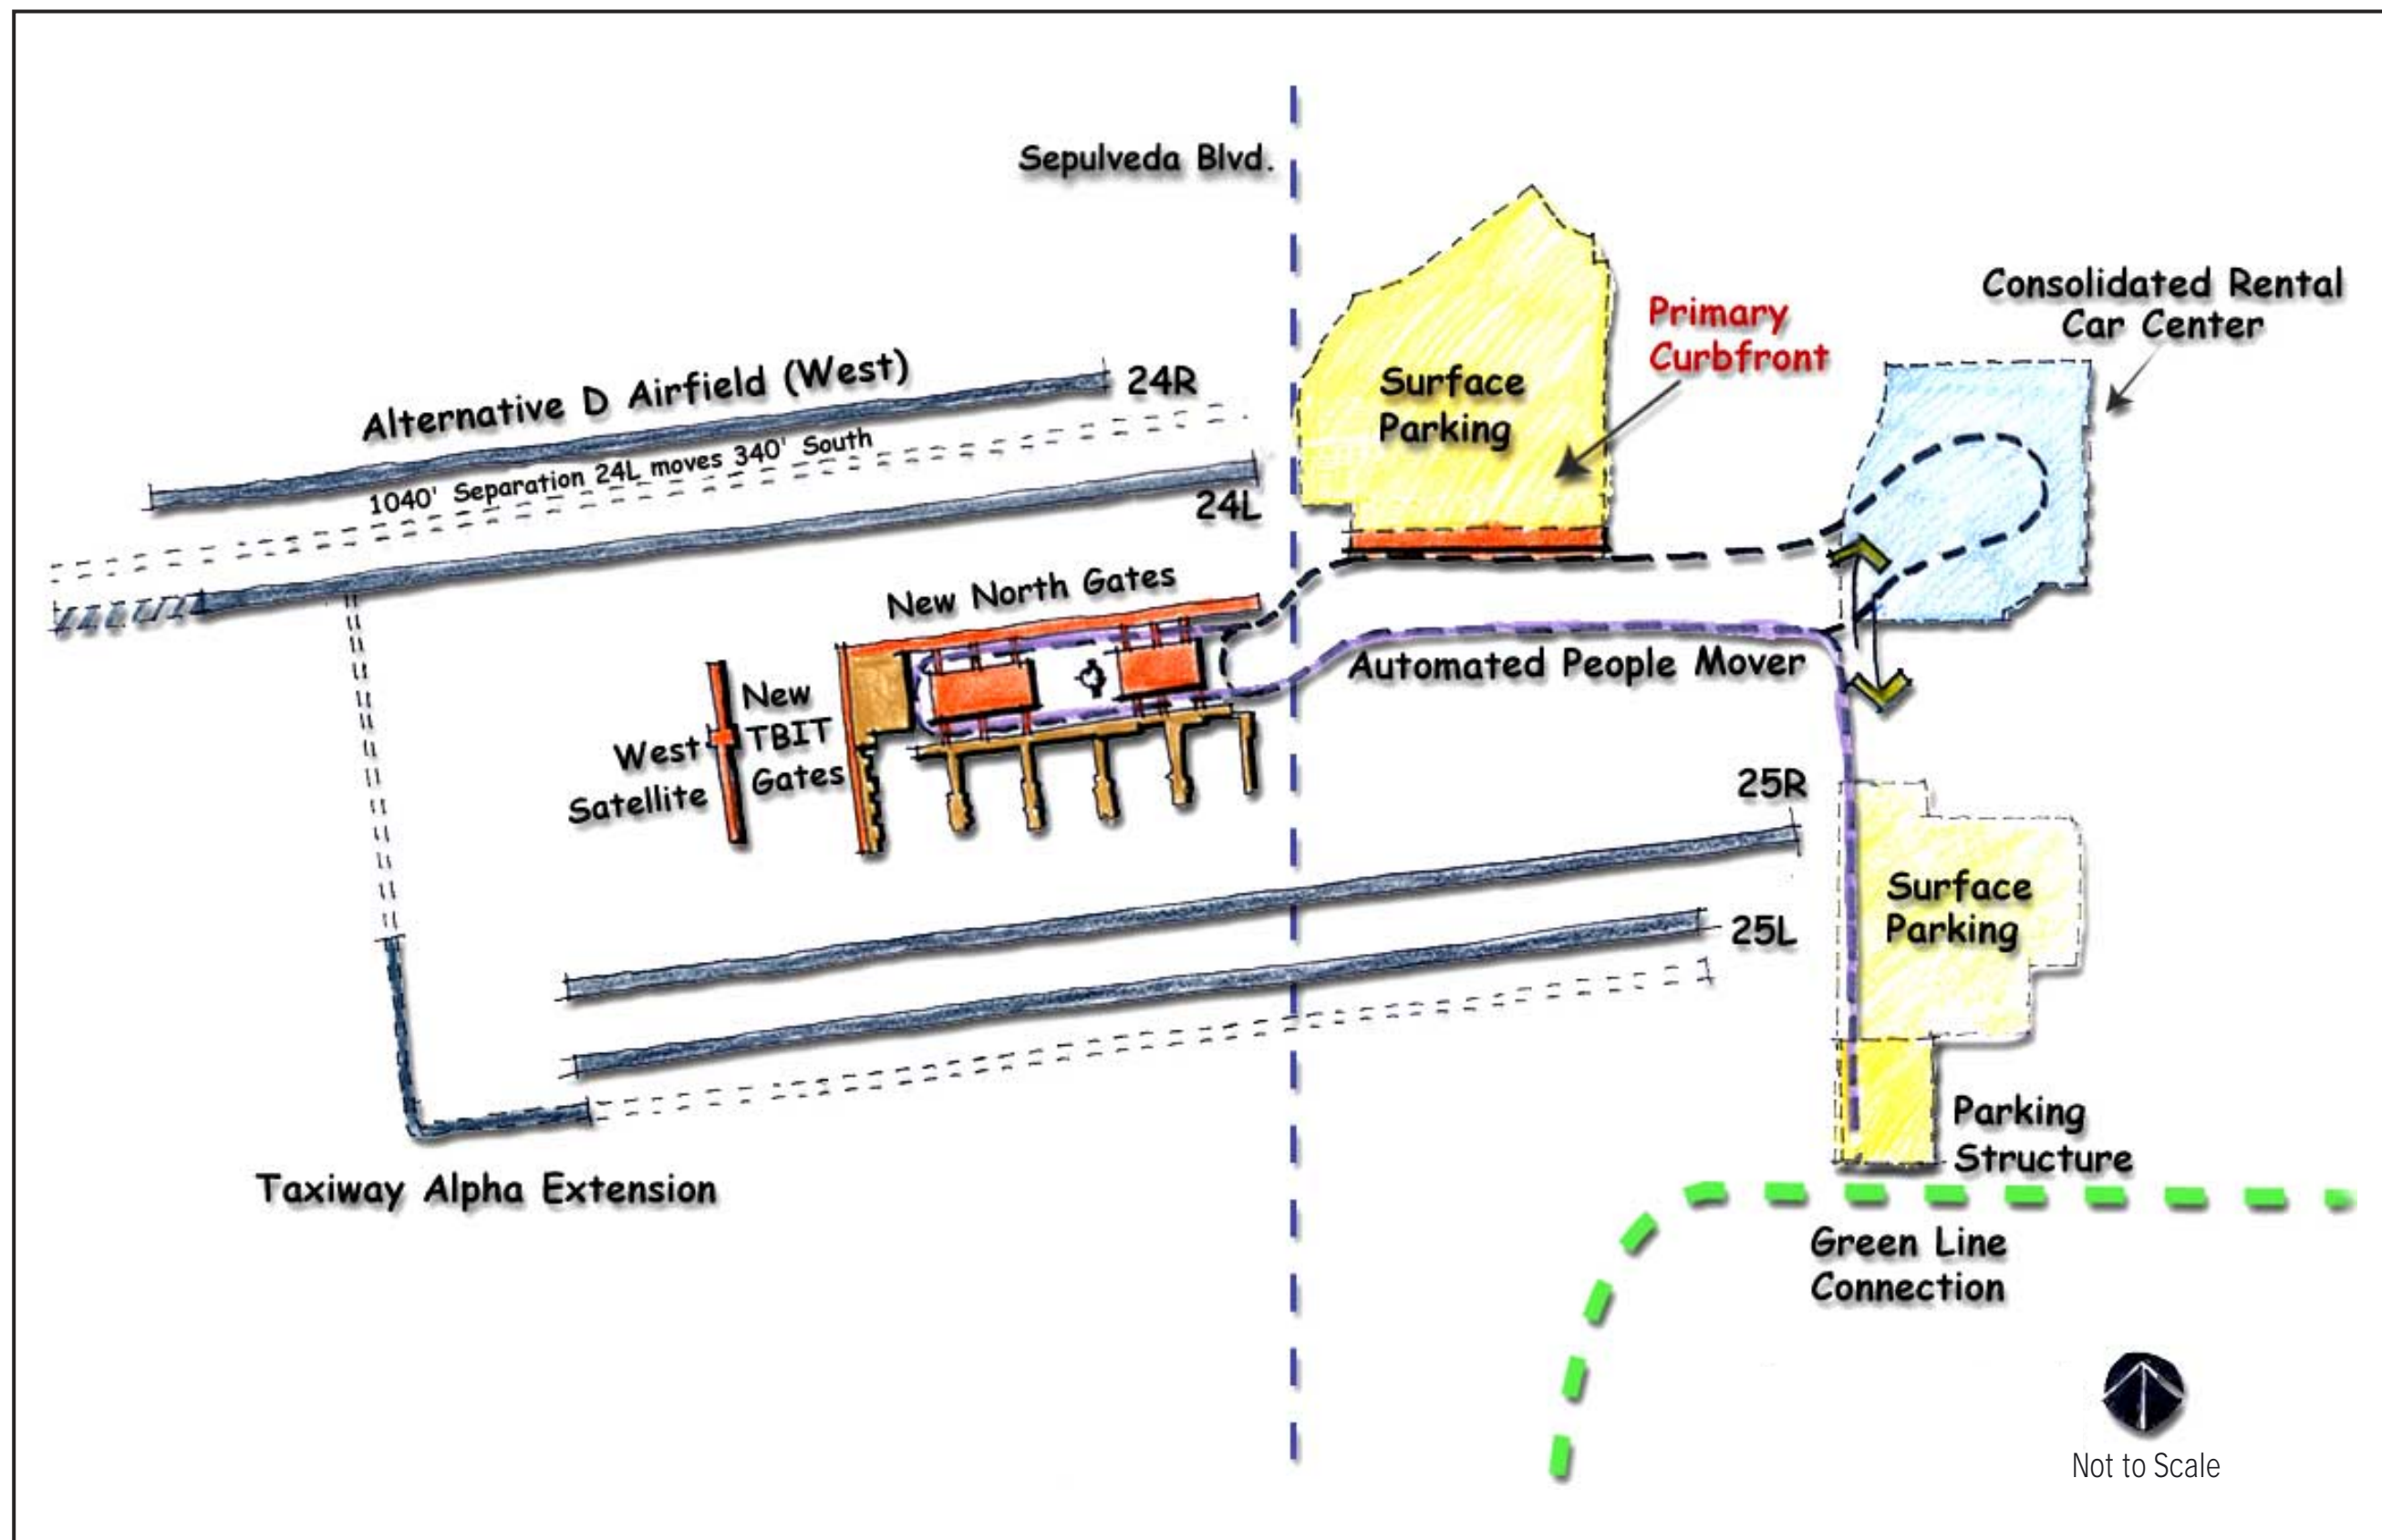 Sepulveda Blvd.
Consolidated Rental
Car Center
Primary
Curbfront
Alternative D Airfield (West)
24R
Surface
Parking
1040' Separation 24L moves 340' South
24L
New North Gates
Automated People Mover
New
TBIT
Gates
West
Satellite
25R
Surface
Parking
25L
Parking
Structure
Taxiway Alpha Extension
Green Line
Connection
Not to Scale